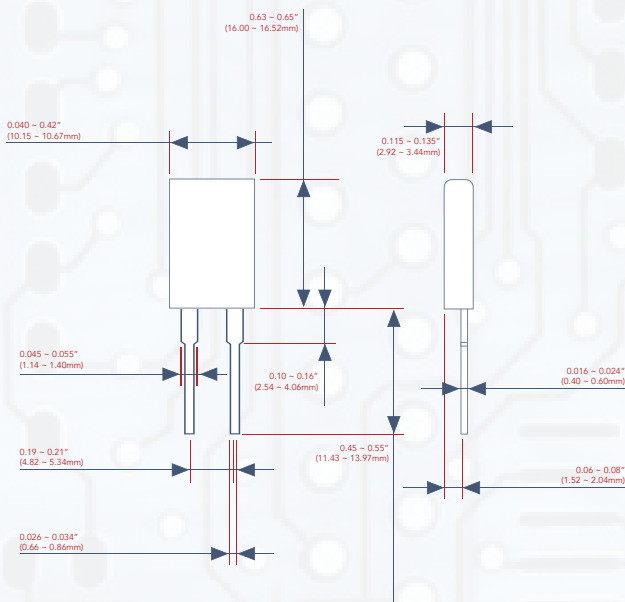 0.63 ~ 0.65"
(16.00 ~ 16.52mm)
0.040 ~ 0.42"
(10.15 ~ 10.67mm)
0.115 ~ 0.135"
(2.92 ~ 3.44mm)
0.045 ~ 0.055"
(1.14 ~ 1.40mm)
0.10 ~ 0.16"
(2.54 ~ 4.06mm)
0.016 ~ 0.024"
(0.40 ~ 0.60mm)
0.19 ~ 0.21"
(4.82 ~ 5.34mm)
0.45 ~ 0.55"
(11.43 ~ 13.97mm)
0.06 ~ 0.08"
(1.52 ~ 2.04mm)
0.026 ~ 0.034"
(0.66 ~ 0.86mm)